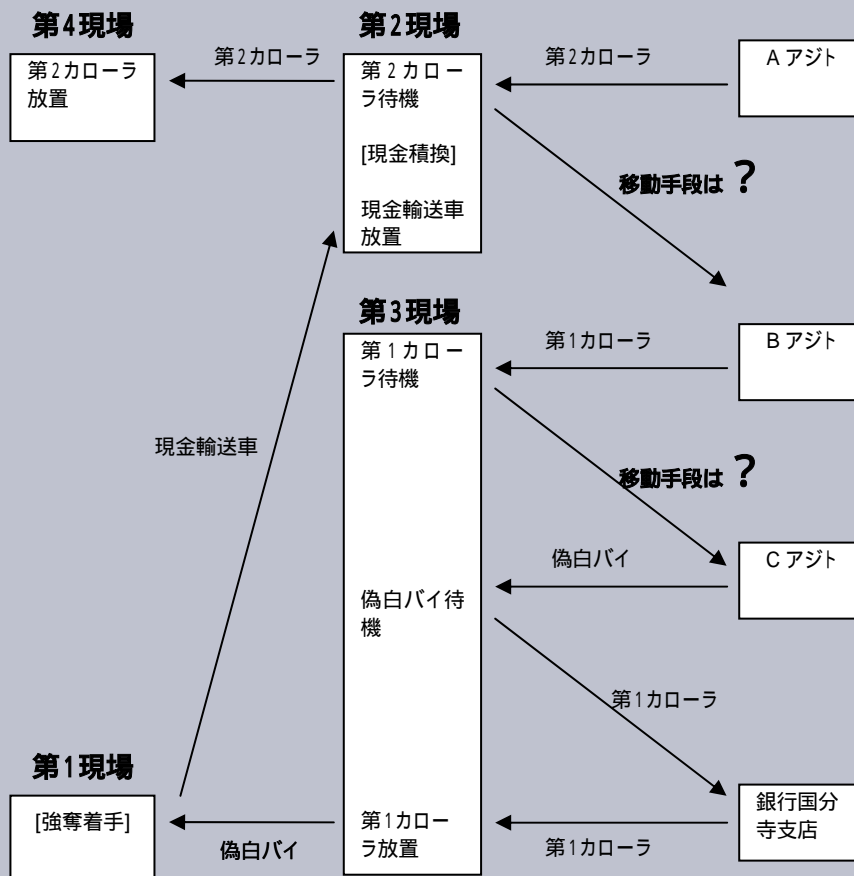 第4現場
第2現場
第2カローラ
第2カローラ
第2カローラ
放置
第２カロー
ラ待機
[現金積換]
現金輸送車
放置
A アジト
移動手段は ？
第3現場
第１カロー
ラ待機
第1カローラ
B アジト
現金輸送車
移動手段は ？
偽白バイ
C アジト
偽白バイ待
機
第1カローラ
第1現場
[強奪着手]
偽白バイ
第1カロー
ラ放置
第1カローラ
銀行国分
寺支店